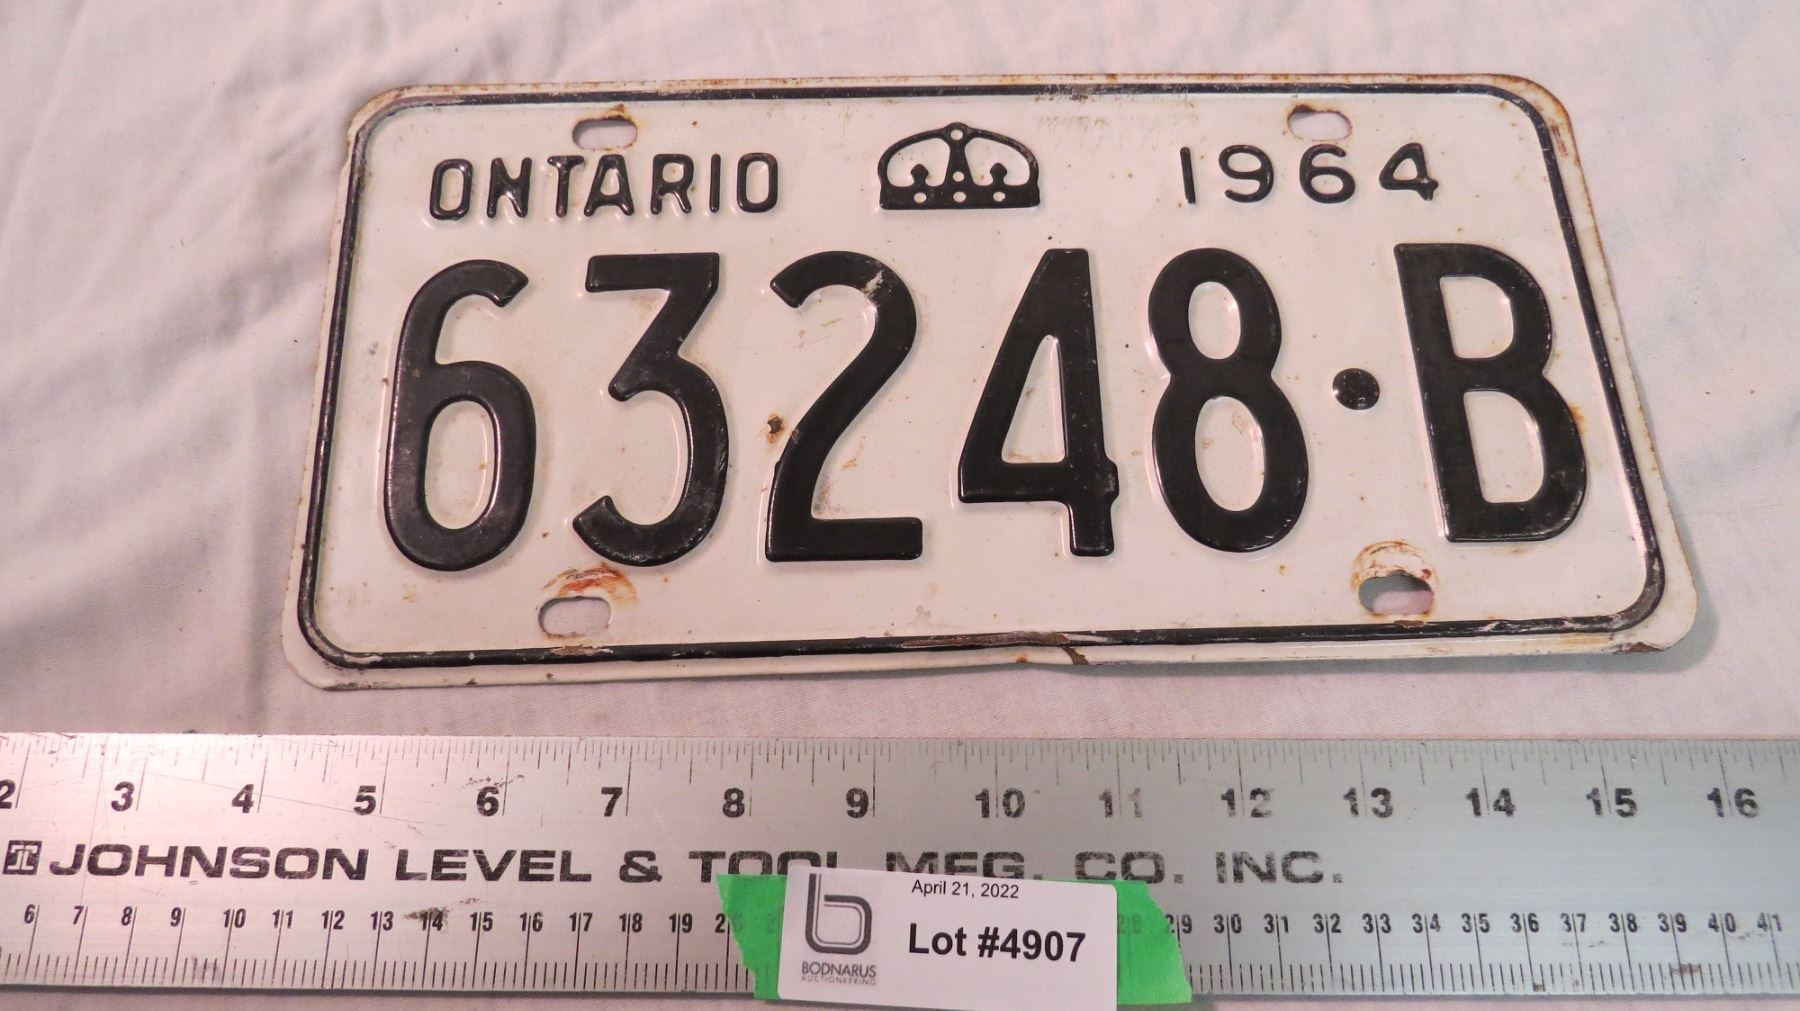 ONTARIO 1964
63248·B
2 3 4 5 6 7 8 9 10 11 12 13 14 15 16
JOHNSON LEVEL & TOOL MFG. CO. INC.
6 7 8 9 10 11 12 13 14 15 16 17 18 19 28 29 30 31 32 33 34 35 36 37 38 39 40 41
April 21, 2022
Lot #4907
BODNARUS
AUCTIONEERING